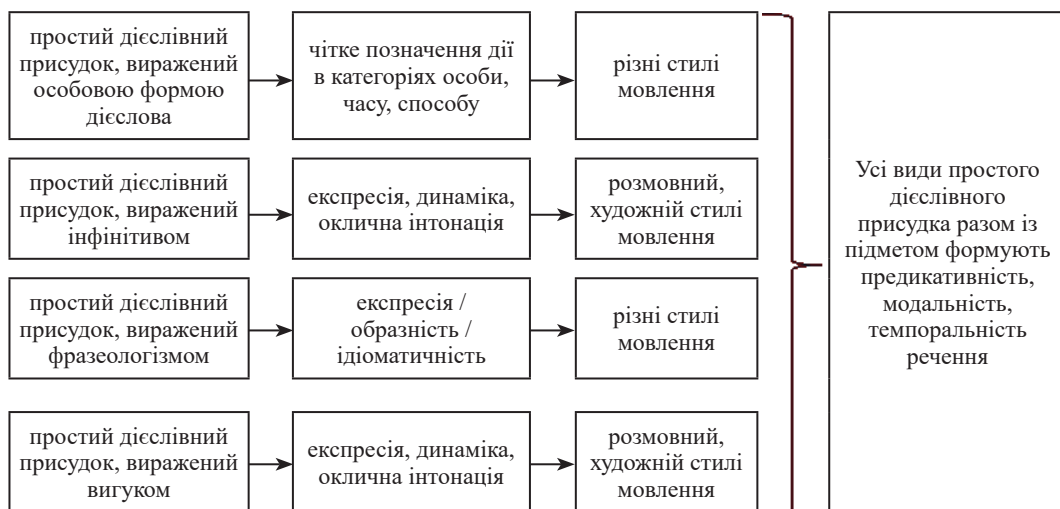 простий дієслівний
присудок, виражений
особовою формою
дієслова
чітке позначення дії
в категоріях особи,
часу, способу
різні стилі
мовлення
простий дієслівний
присудок, виражений
інфінітивом
експресія, динаміка,
оклична інтонація
розмовний,
художній стилі
мовлення
простий дієслівний
присудок, виражений
фразеологізмом
експресія /
образність /
ідіоматичність
різні стилі
мовлення
простий дієслівний
присудок, виражений
вигуком
експресія, динаміка,
оклична інтонація
розмовний,
художній стилі
мовлення
Усі види простого
дієслівного
присудка разом із
підметом формують
предикативність,
модальність,
темпоральність
речення